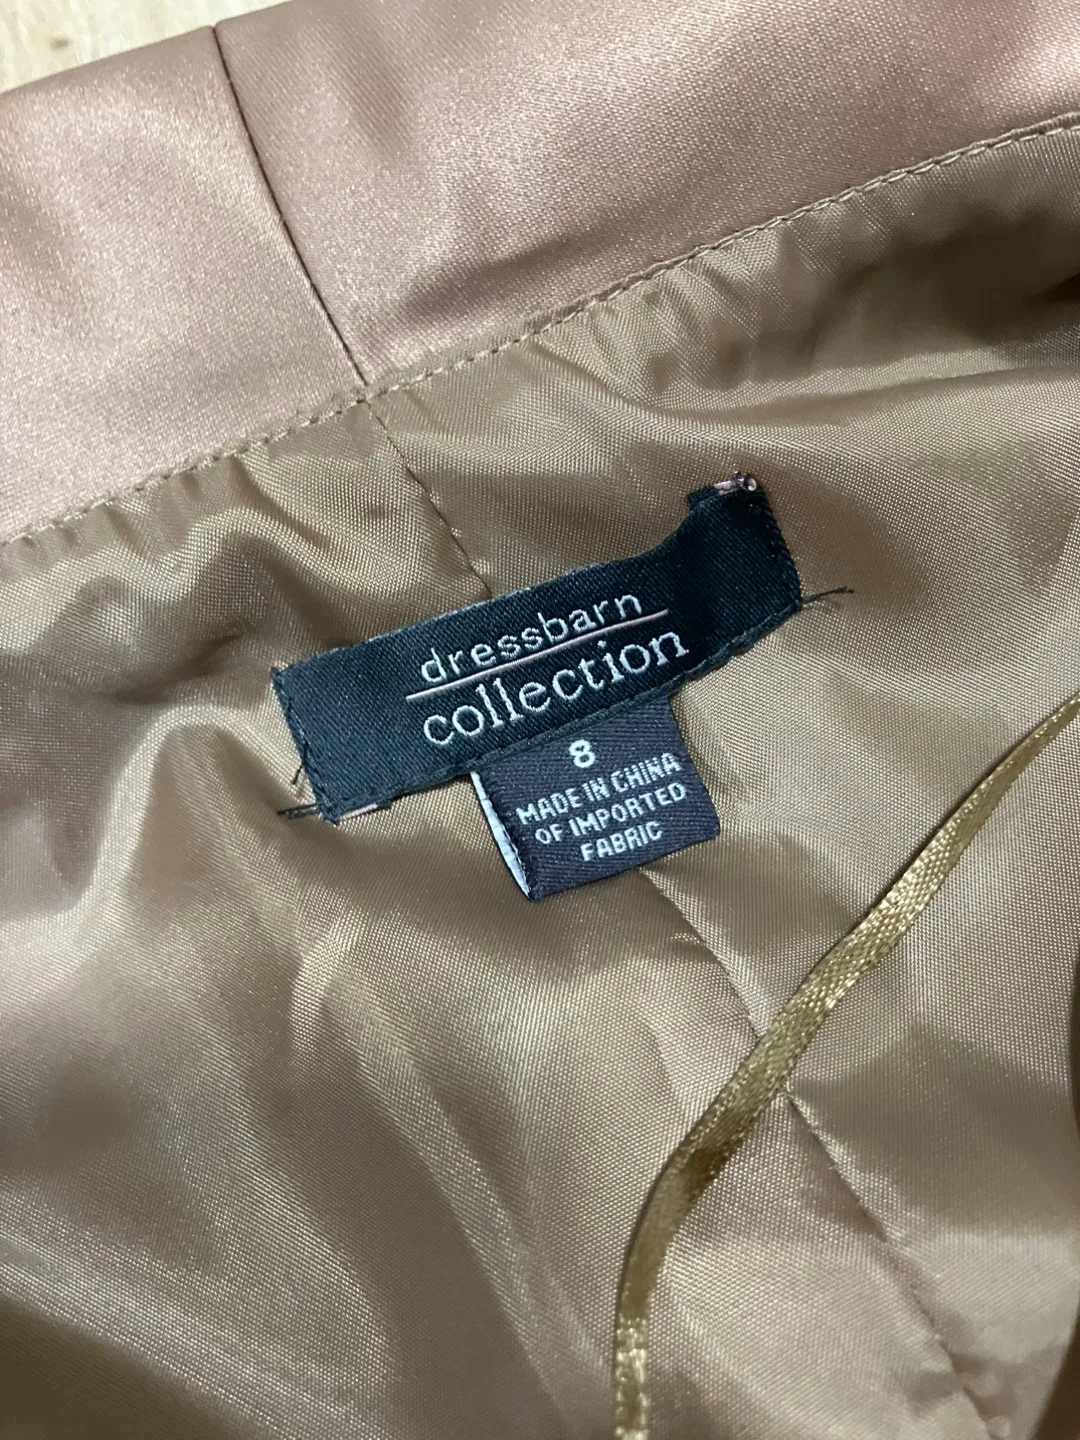 dressbarn
collection
8
MADE IN CHINA
OF IMPORTED
FABRIC